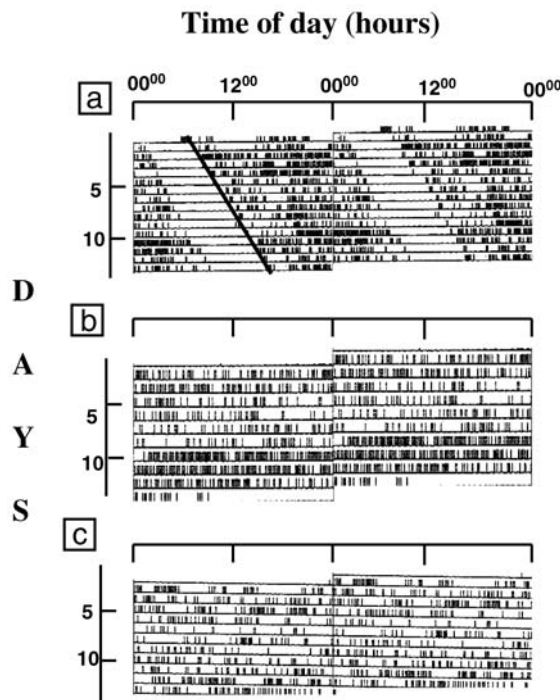 Time of day (hours)
a
00⁰⁰ 12⁰⁰ 00⁰⁰ 12⁰⁰ 00⁰⁰
5
10
D
b
A
5
Y
10
S
c
5
10